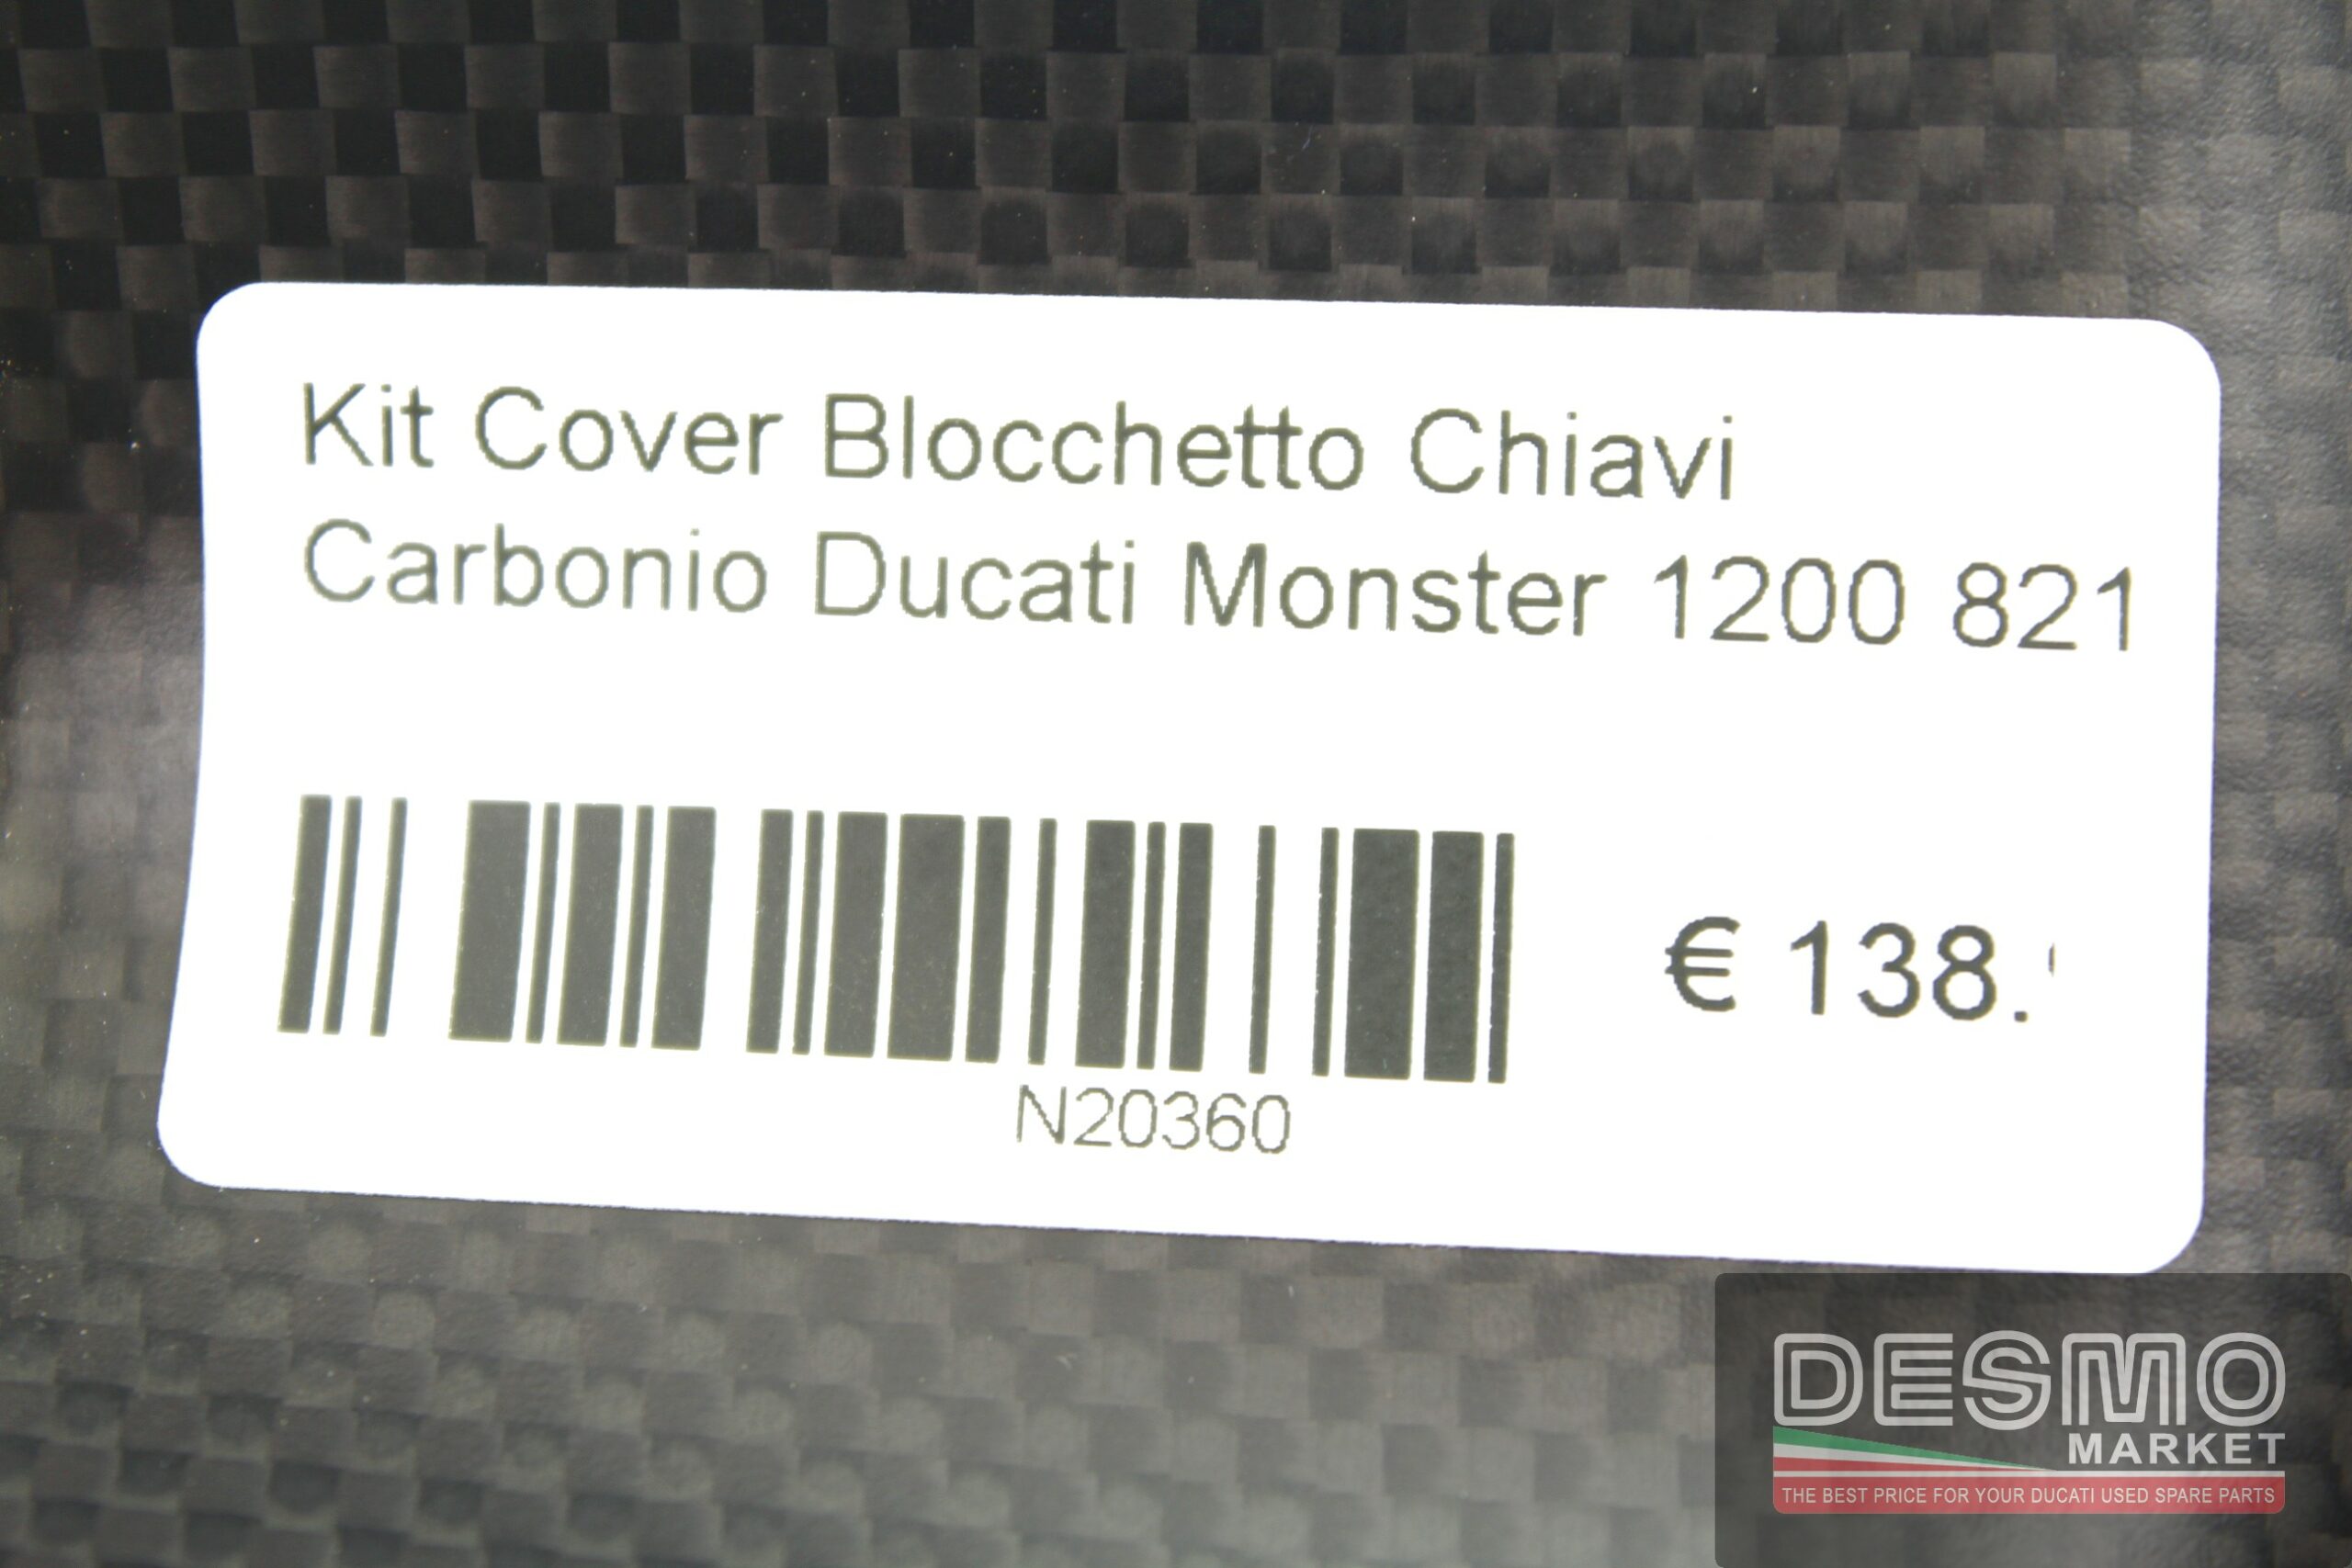 Kit Cover Blocchetto Chiavi
Carbonio Ducati Monster 1200 821
€ 138.
N20360
DESMO
MARKET
THE BEST PRICE FOR YOUR DUCATI USED SPARE PARTS